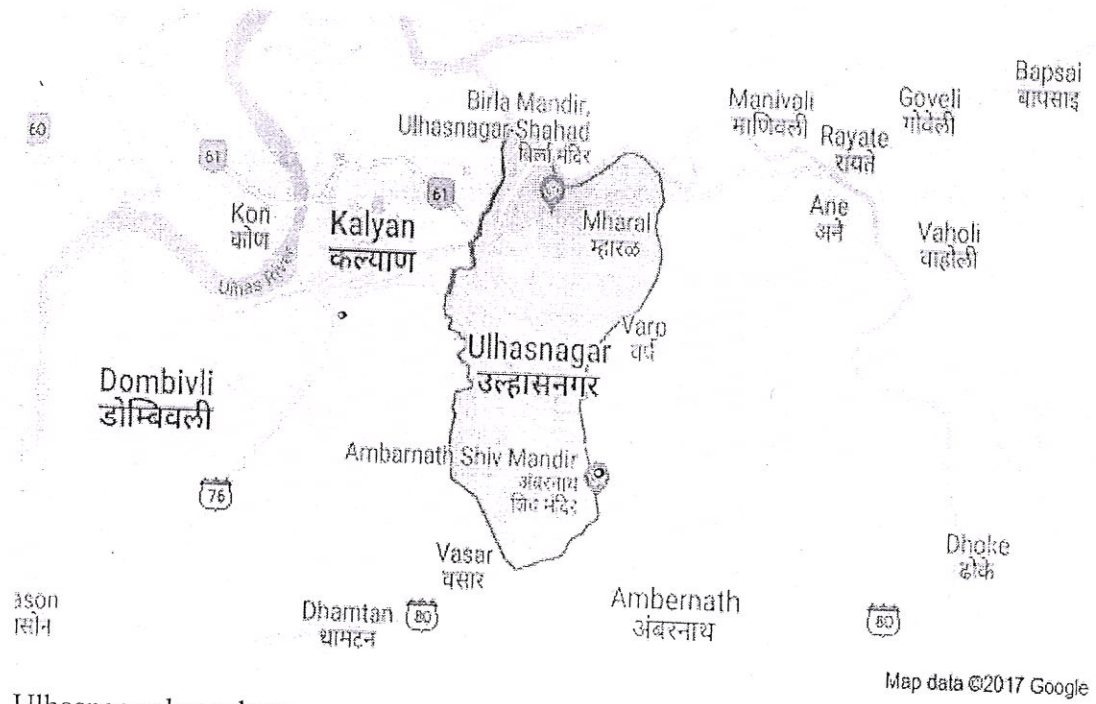 Bapsai
बापसाइ
Birla Mandir,
Ulhasnagar-Shahad
बिर्ला मंदिर
Manivali
माणिवली
Goveli
गोवेली
Rayate
रायते
60
61
61
Kon
कोण
Kalyan
कल्याण
Mharal
म्हारळ
Ane
अने
Vaholi
वाहोली
Ulhas River
Varp
वर्प
Ulhasnagar
उल्हासनगर
Dombivli
डोम्बिवली
Ambarnath Shiv Mandir
अंबरनाथ
शिव मंदिर
76
Vasar
वसार
Dhoke
ढोके
Dhamtan
धामटन
80
Ambernath
अंबरनाथ
80
Map data ©2017 Google